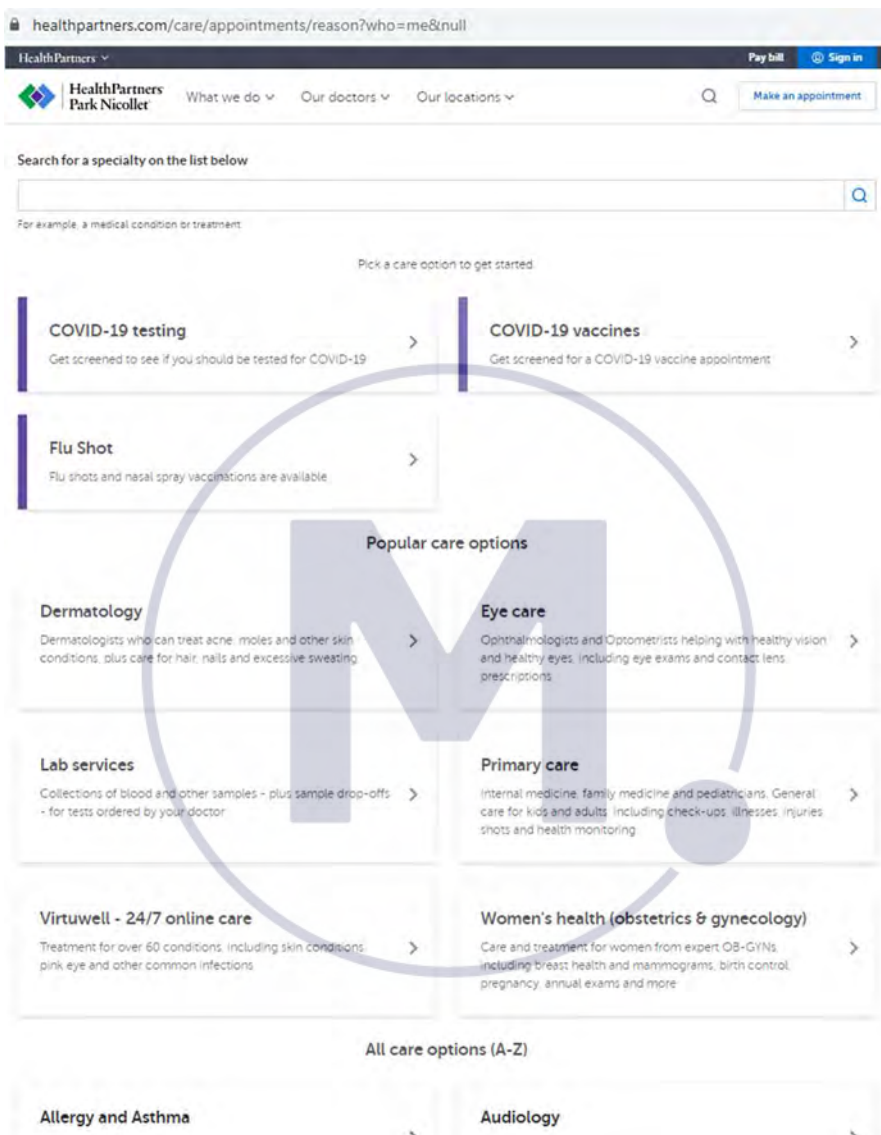 healthpartners.com/care/appointments/reason?who=me&null
HealthPartners
Pay bill
Sign in
HealthPartners
Park Nicollet
What we do
Our doctors
Our locations
Make an appointment
Search for a specialty on the list below
For example, a medical condition or treatment
Pick a care option to get started
COVID-19 testing
Get screened to see if you should be tested for COVID-19
COVID-19 vaccines
Get screened for a COVID-19 vaccine appointment
Flu Shot
Flu shots and nasal spray vaccinations are available
Popular care options
Dermatology
Dermatologists who can treat acne, moles and other skin
conditions, plus care for hair, nails and excessive sweating
Eye care
Ophthalmologists and Optometrists helping with healthy vision
and healthy eyes, including eye exams and contact lens
prescriptions
Lab services
Collections of blood and other samples - plus sample drop-offs
- for tests ordered by your doctor
Primary care
Internal medicine, family medicine and pediatricians. General
care for kids and adults, including check-ups, illnesses, injuries
shots and health monitoring
Virtuwell - 24/7 online care
Treatment for over 60 conditions, including skin conditions,
pink eye and other common infections
Women's health (obstetrics & gynecology)
Care and treatment for women from expert OB-GYNs,
including breast health and mammograms, birth control,
pregnancy, annual exams and more
All care options (A-Z)
Allergy and Asthma
Audiology
M.